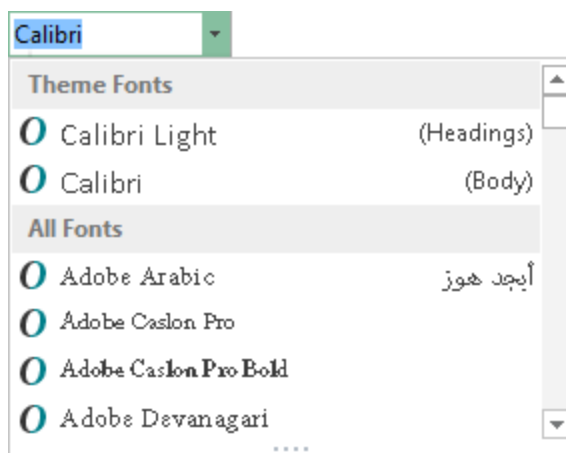 Calibri
Theme Fonts
O Calibri Light (Headings)
O Calibri (Body)
All Fonts
O Adobe Arabic أبجد هوز
O Adobe Caslon Pro
O Adobe Caslon Pro Bold
O Adobe Devanagari